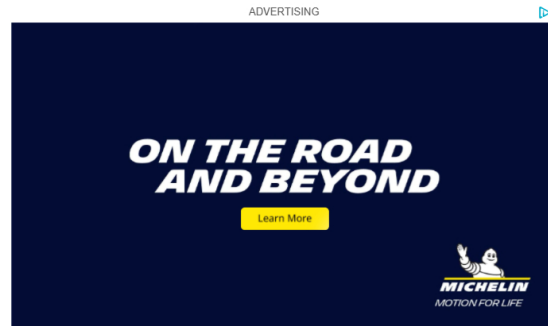 ADVERTISING
ON THE ROAD
AND BEYOND
Learn More
MICHELIN
MOTION FOR LIFE